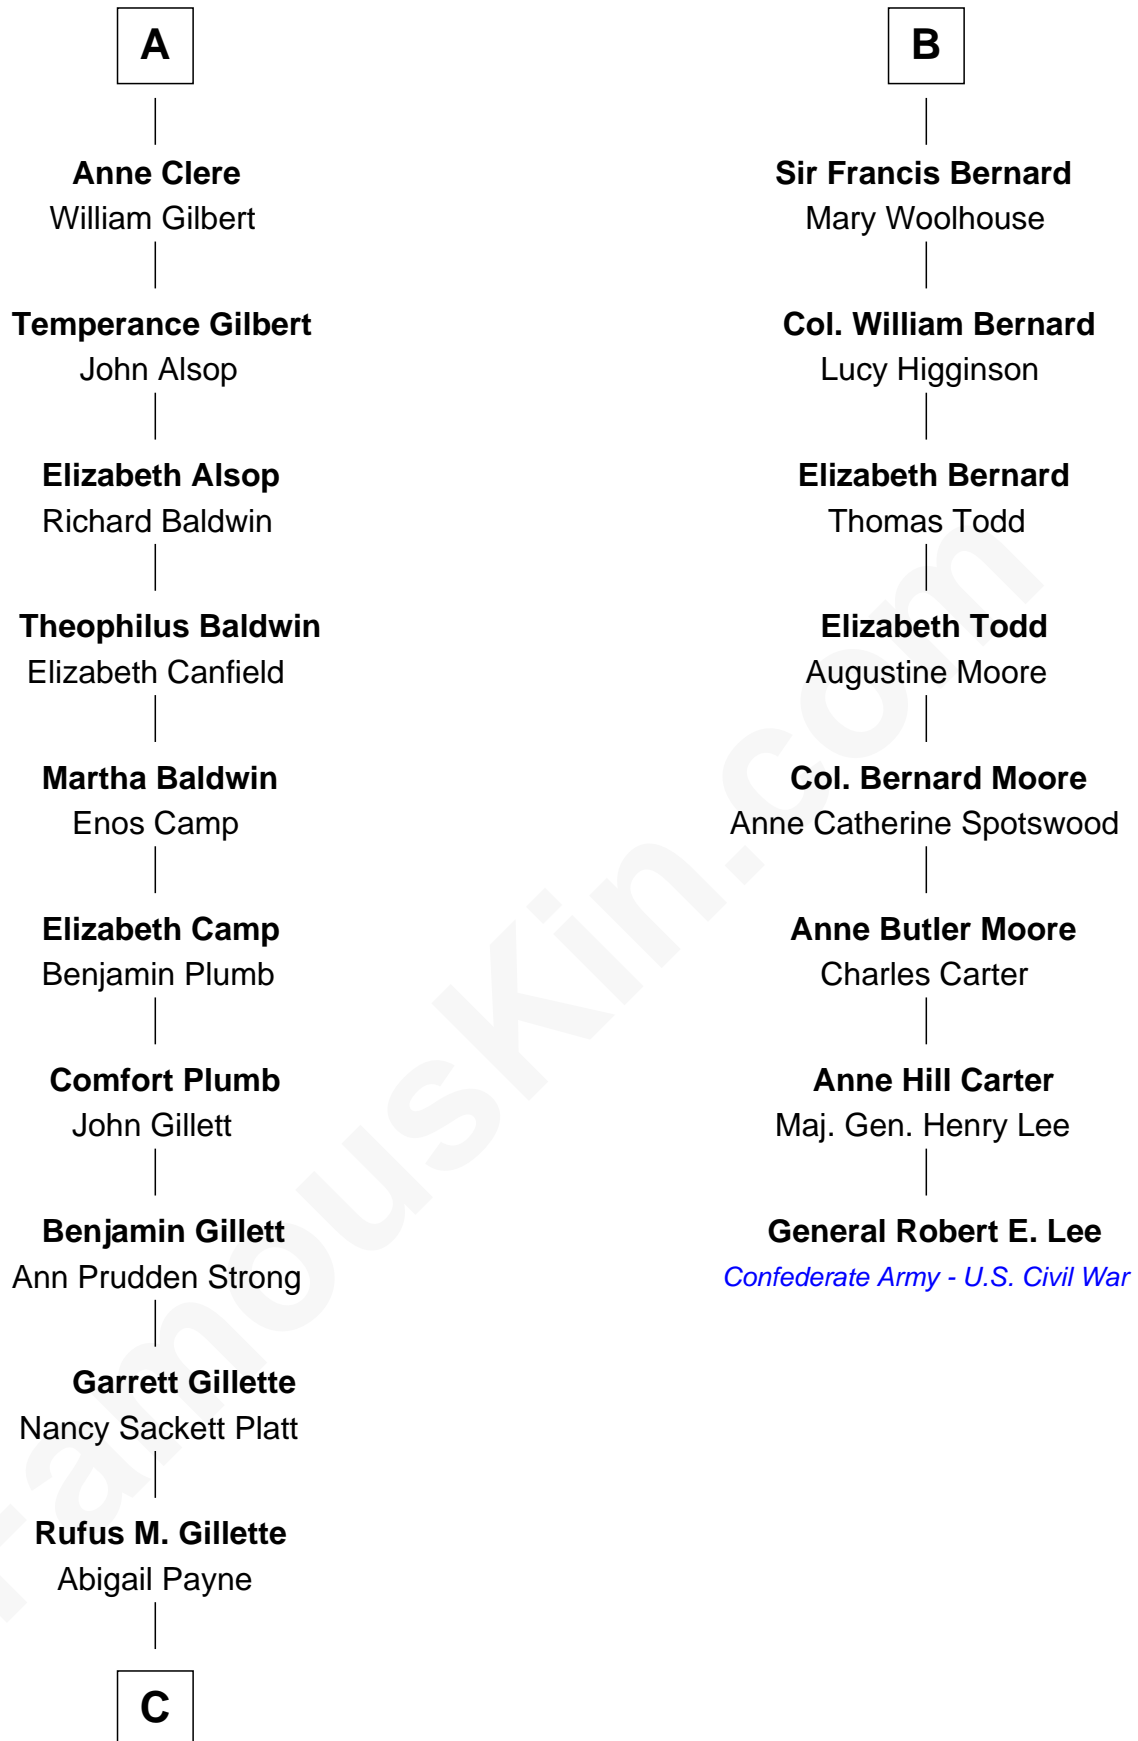 A
Anne Clere
William Gilbert
Temperance Gilbert
John Alsop
Elizabeth Alsop
Richard Baldwin
Theophilus Baldwin
Elizabeth Canfield
Martha Baldwin
Enos Camp
Elizabeth Camp
Benjamin Plumb
Comfort Plumb
John Gillett
Benjamin Gillett
Ann Prudden Strong
Garrett Gillette
Nancy Sackett Platt
Rufus M. Gillette
Abigail Payne
C
B
Sir Francis Bernard
Mary Woolhouse
Col. William Bernard
Lucy Higginson
Elizabeth Bernard
Thomas Todd
Elizabeth Todd
Augustine Moore
Col. Bernard Moore
Anne Catherine Spotswood
Anne Butler Moore
Charles Carter
Anne Hill Carter
Maj. Gen. Henry Lee
General Robert E. Lee
Confederate Army - U.S. Civil War
FamousKin.com